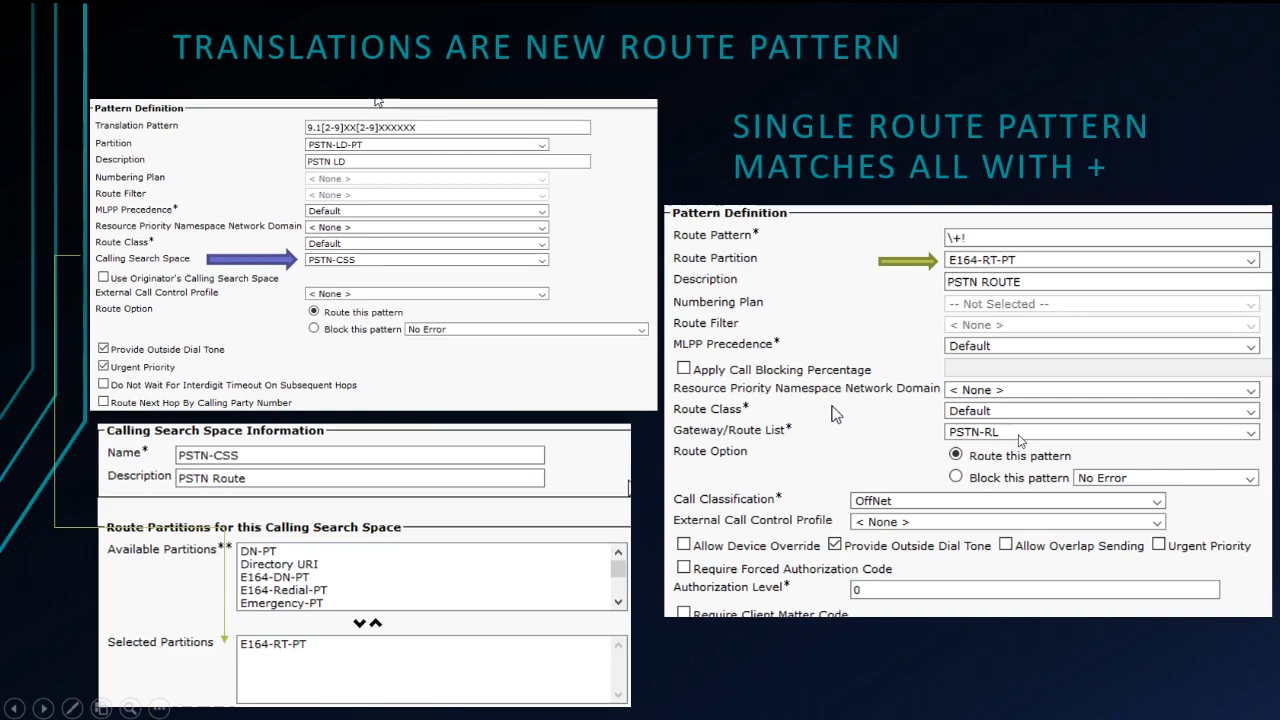 TRANSLATIONS ARE NEW ROUTE PATTERN
Pattern Definition
Translation Pattern 9.1[2-9]XX[2-9]XXXXXX
Partition PSTN-LD-PT
Description PSTN LD
Numbering Plan < None >
Route Filter < None >
MLPP Precedence* Default
Resource Priority Namespace Network Domain < None >
Route Class* Default
Calling Search Space PSTN-CSS
Use Originator's Calling Search Space
External Call Control Profile < None >
Route Option Route this pattern
Block this pattern No Error
Provide Outside Dial Tone
Urgent Priority
Do Not Wait For Interdigit Timeout On Subsequent Hops
Route Next Hop By Calling Party Number
Calling Search Space Information
Name* PSTN-CSS
Description PSTN Route
Route Partitions for this Calling Search Space
Available Partitions** DN-PT
Directory URI
E164-DN-PT
E164-Redial-PT
Emergency-PT
Selected Partitions E164-RT-PT
SINGLE ROUTE PATTERN
MATCHES ALL WITH +
Pattern Definition
Route Pattern* \+!
Route Partition E164-RT-PT
Description PSTN ROUTE
Numbering Plan -- Not Selected --
Route Filter < None >
MLPP Precedence* Default
Apply Call Blocking Percentage
Resource Priority Namespace Network Domain < None >
Route Class* Default
Gateway/Route List* PSTN-RL
Route Option Route this pattern
Block this pattern No Error
Call Classification* OffNet
External Call Control Profile < None >
Allow Device Override Provide Outside Dial Tone Allow Overlap Sending Urgent Priority
Require Forced Authorization Code
Authorization Level* 0
Require Client Matter Code